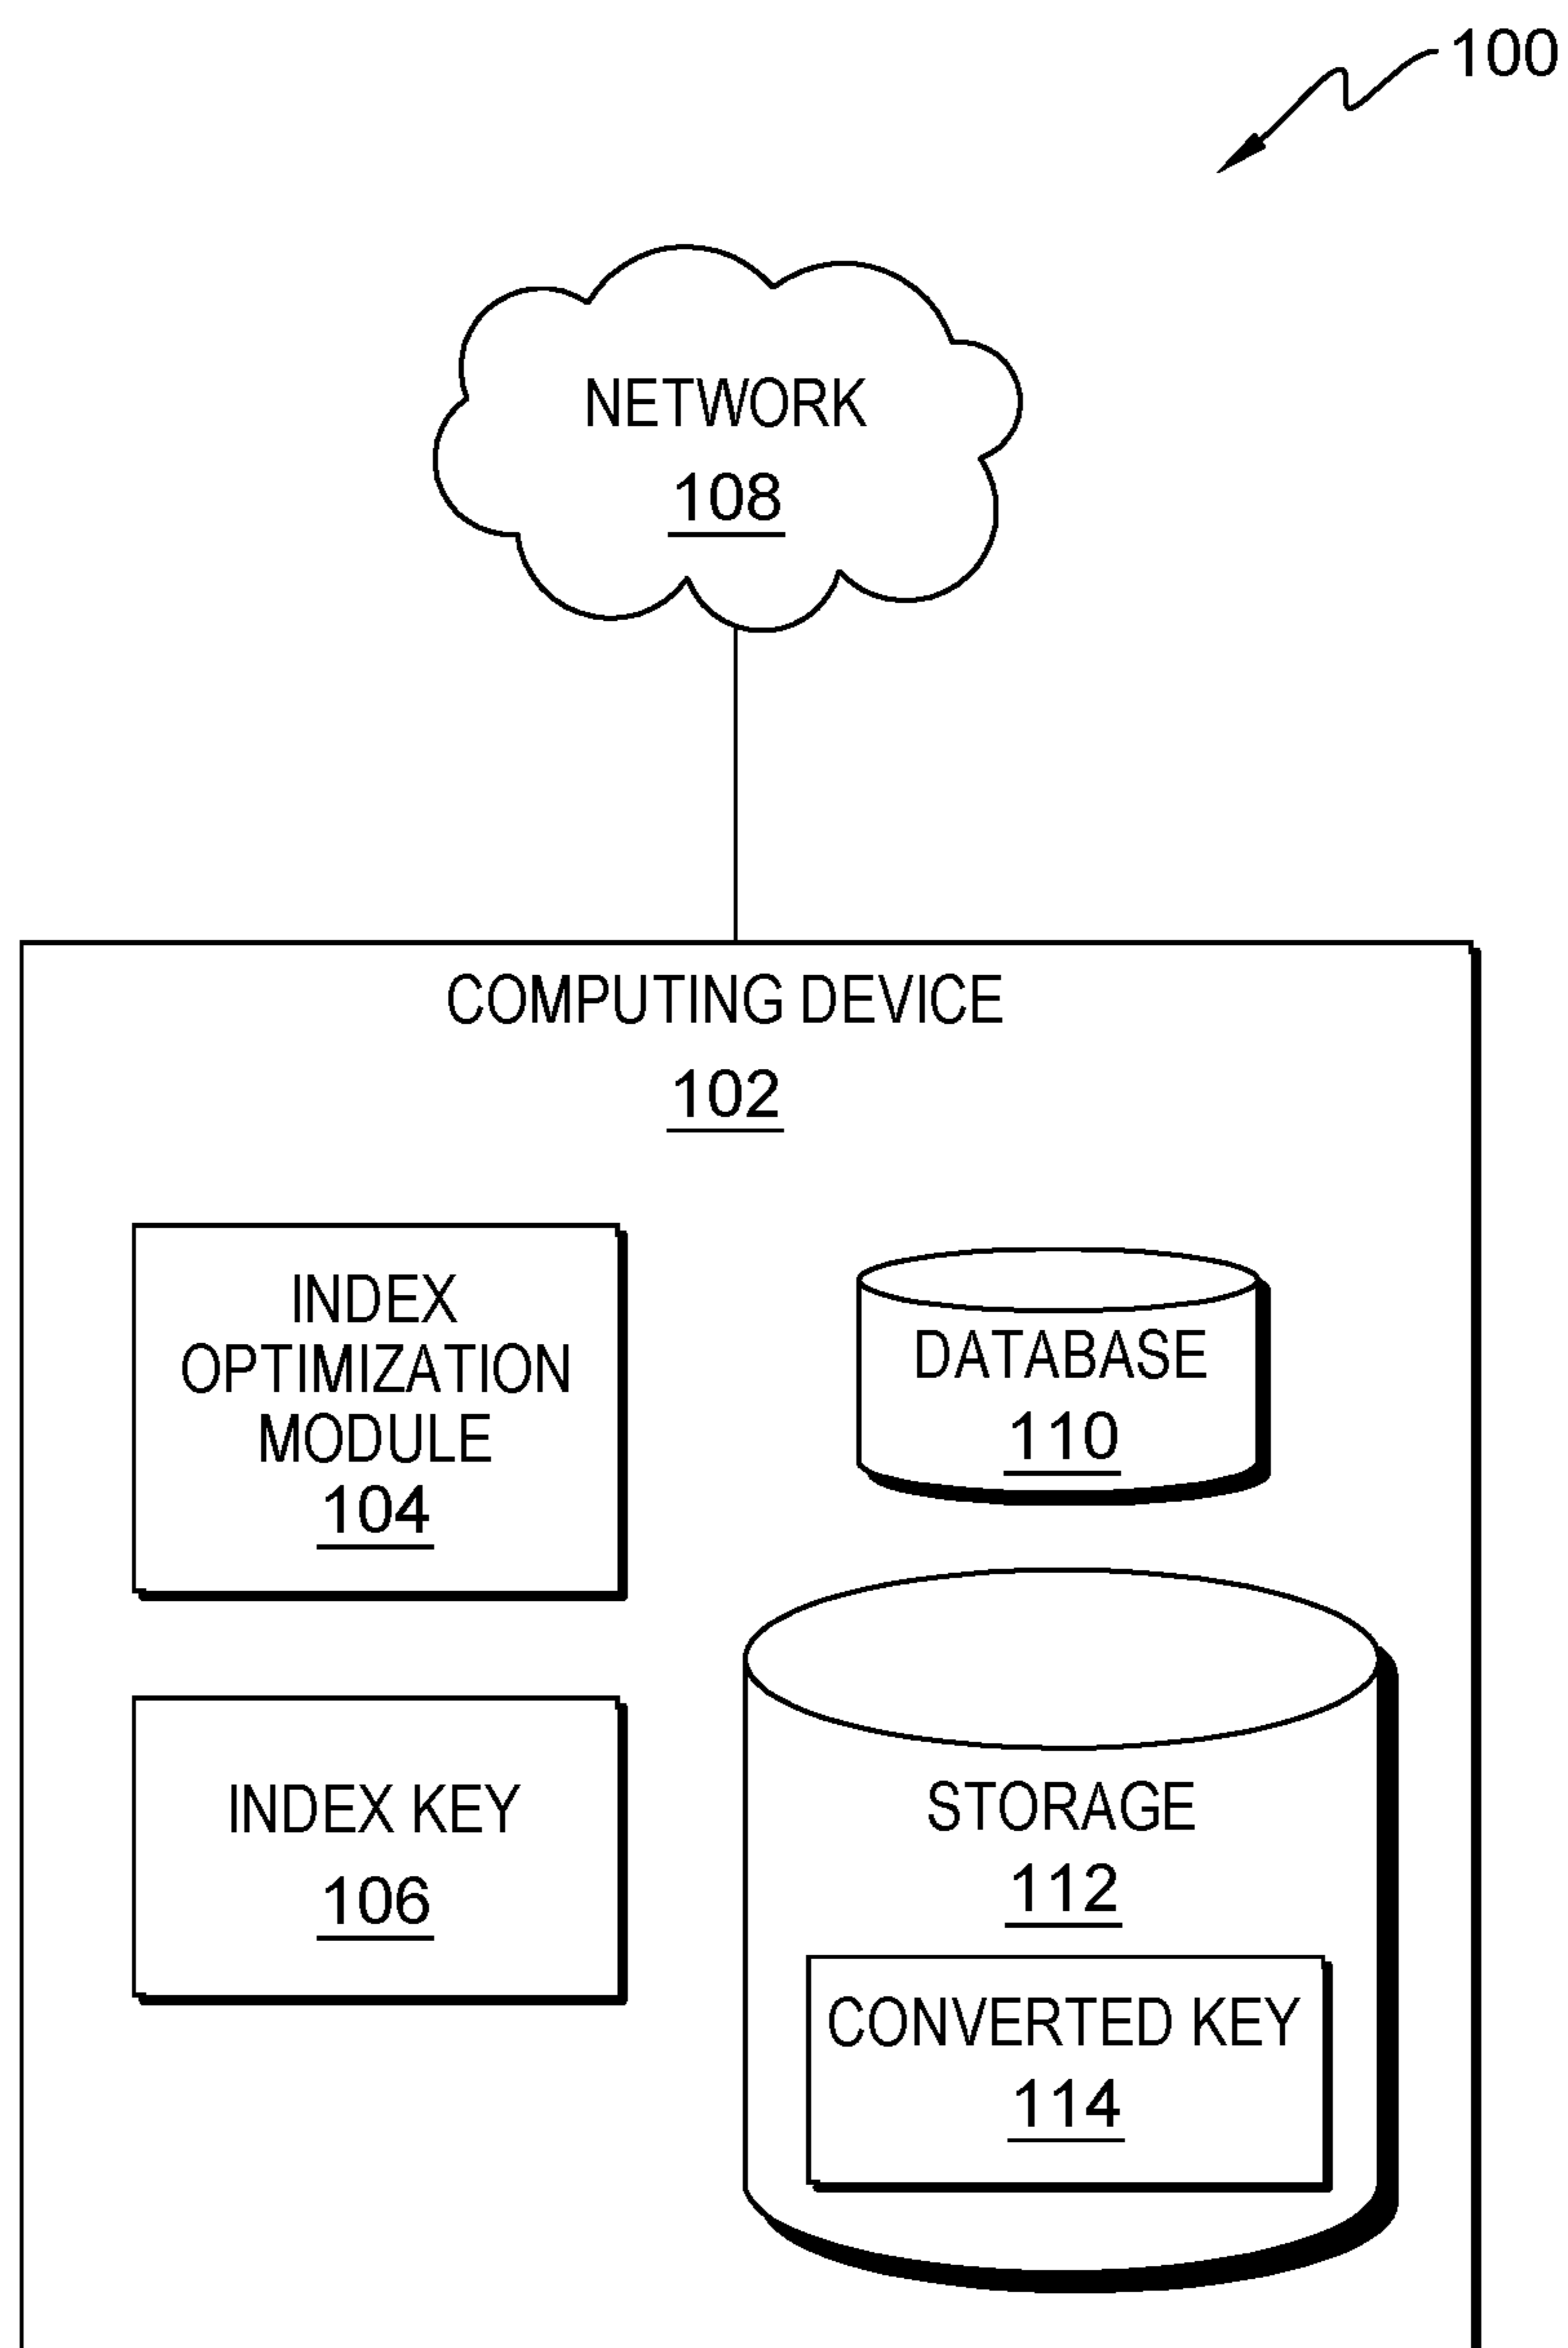 100
NETWORK
108
COMPUTING DEVICE
102
INDEX
OPTIMIZATION
MODULE
104
DATABASE
110
INDEX KEY
106
STORAGE
112
CONVERTED KEY
114